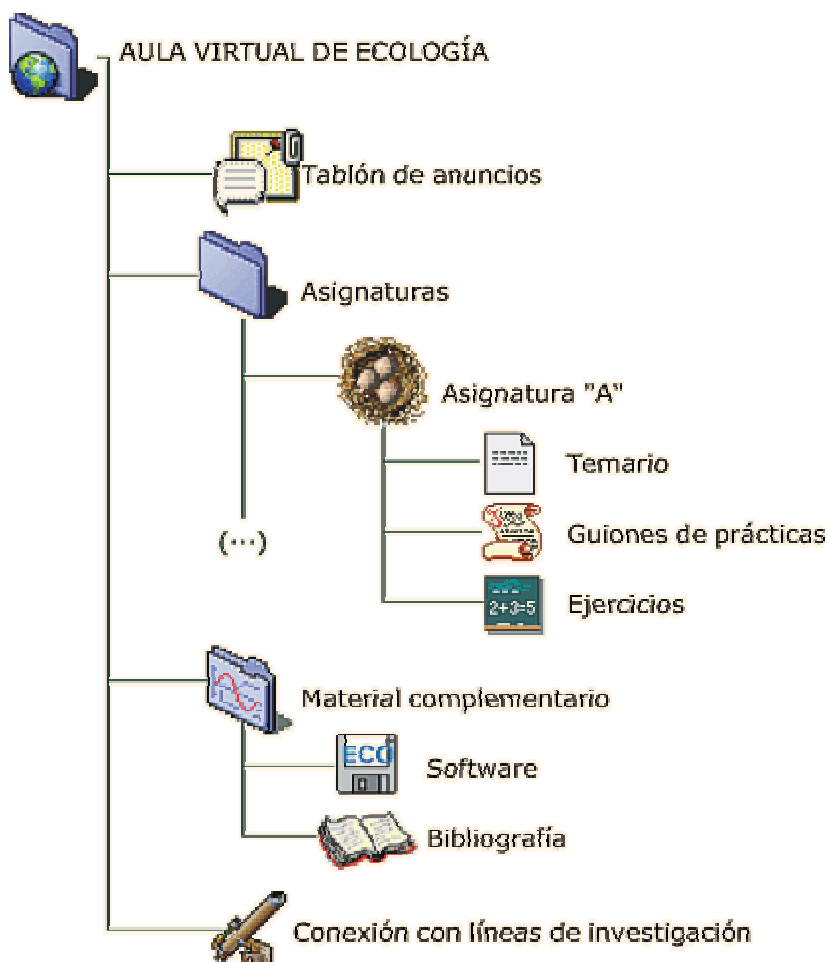 AULA VIRTUAL DE ECOLOGÍA
Tablón de anuncios
Asignaturas
Asignatura "A"
Temario
Guiones de prácticas
(...)
2+3=5
Ejercicios
Material complementario
ECO
Software
Bibliografía
Conexión con líneas de investigación